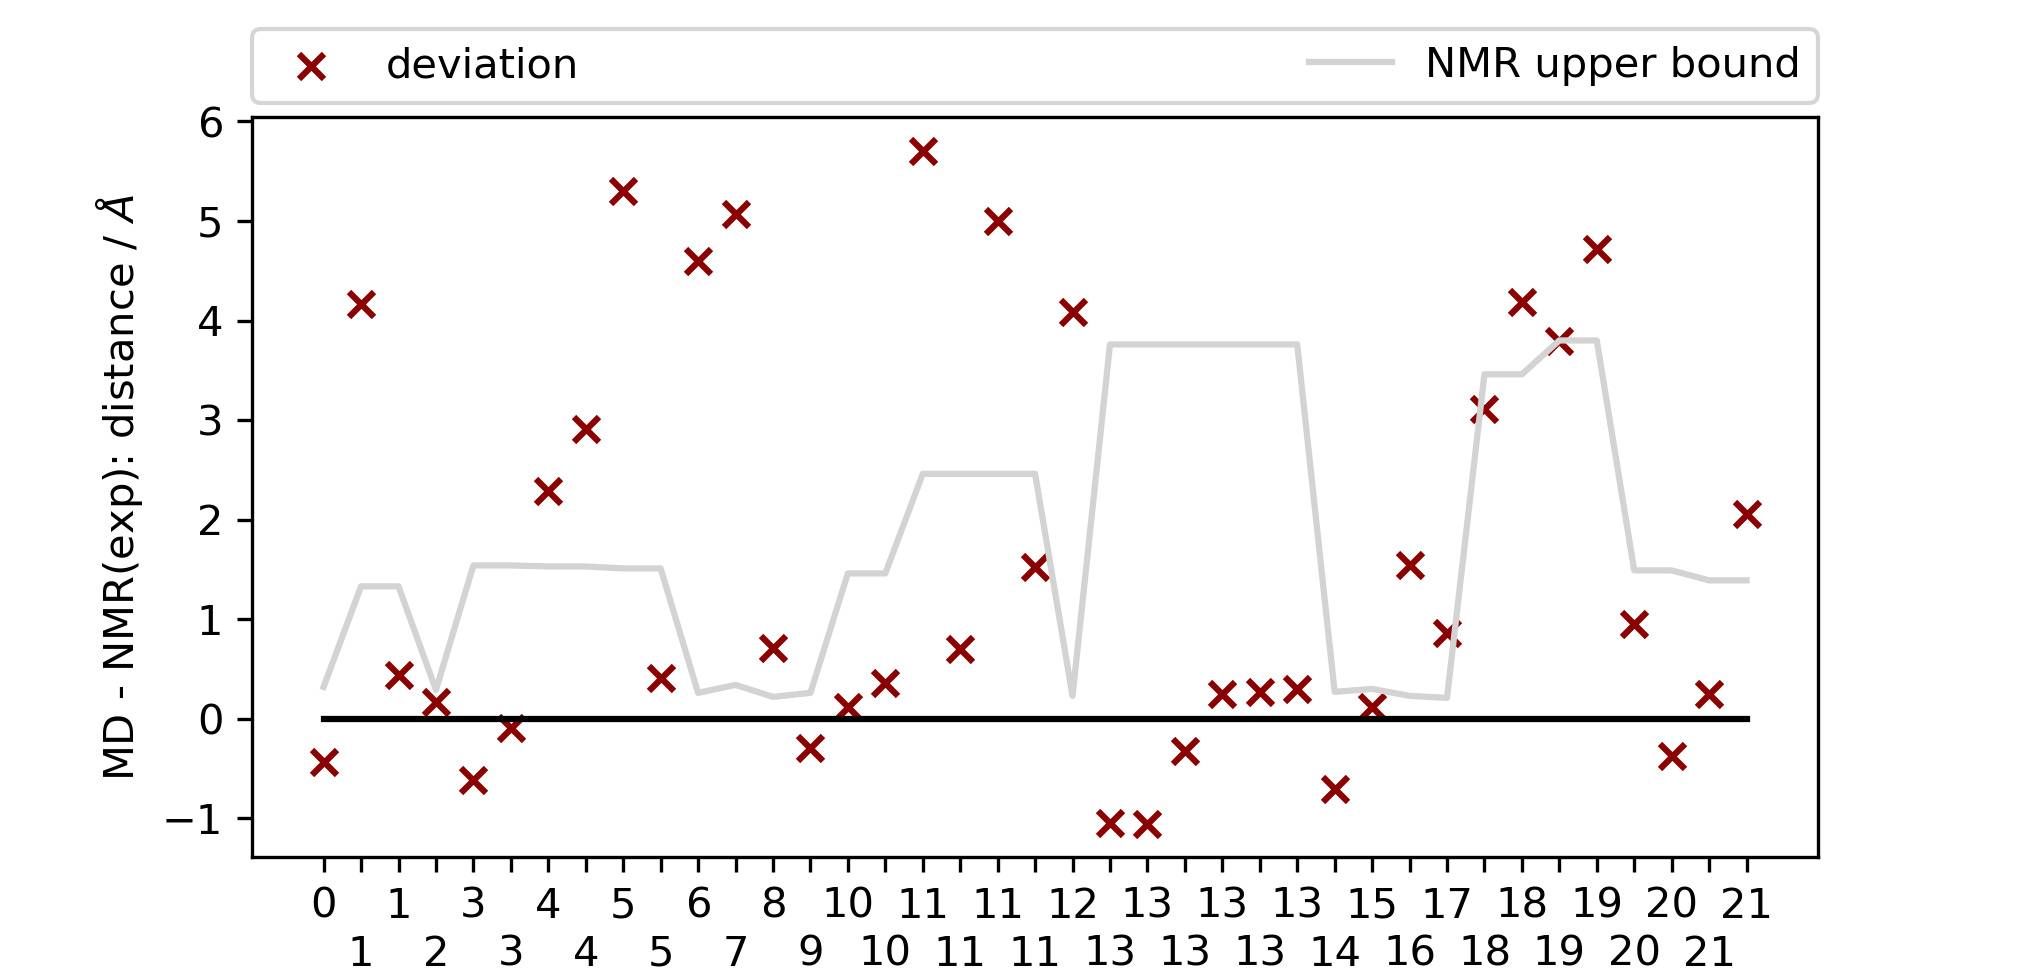 deviation NMR upper bound
6
5
4
3
2
1
0
−1
MD - NMR(exp): distance / Å
0 1 3 4 5 6 8 10 11 11 12 13 13 13 15 17 18 19 20 21
1 2 3 4 5 7 9 10 11 11 13 13 13 14 16 18 19 20 21